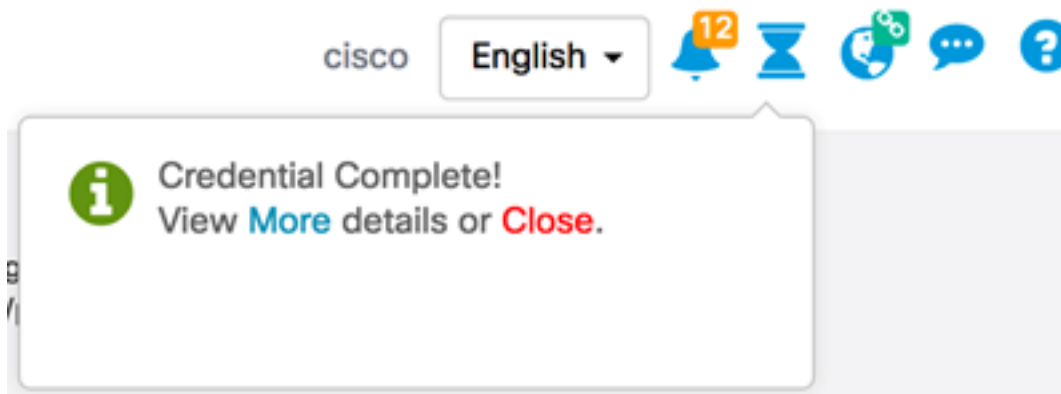 cisco English 12
Credential Complete!
View More details or Close.
g